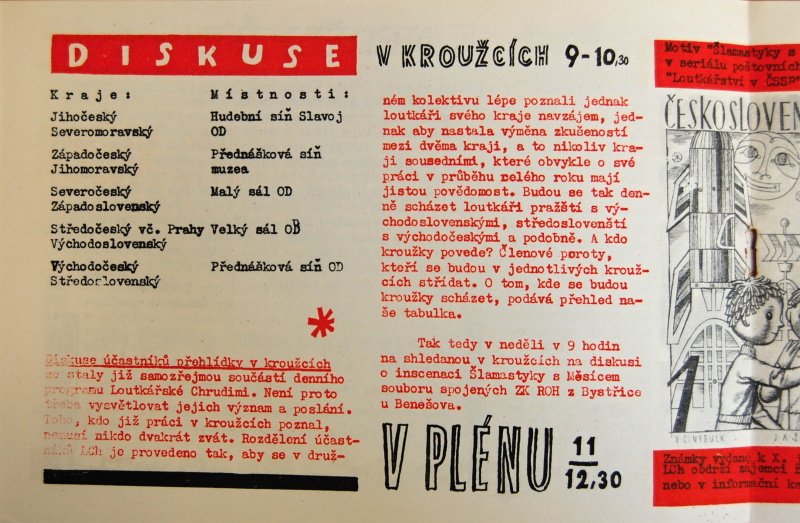 DISKUSE
V KROUŽCÍCH 9-10,30
Kraje: Místnosti:
Jihočeský Hudební síň Slavoj
Severomoravský OD
Západočeský Přednášková síň
Jihomoravský muzea
Severočeský Malý sál OD
Západoslovenský
Středočeský vč. Prahy Velký sál OD
Východoslovenský
Východočeský Přednášková síň OD
Středoslovenský
*
Diskuse účastníků přehlídky v kroužcích
se staly již samozřejmou součástí denního
programu Loutkářské Chrudimi. Není proto
třeba vysvětlovat jejich význam a poslání.
Toho, kdo již práci v kroužcích poznal,
nemusí nikdo dvakrát zvát. Rozdělení účast-
níků LCh je provedeno tak, aby se v druž-
ném kolektivu lépe poznali jednak
loutkáři svého kraje navzájem, jed-
nak aby nastala výměna zkušeností
mezi dvěma kraji, a to nikoliv kra-
ji sousedními, které obvykle o své
práci v průběhu celého roku mají
jistou povědomost. Budou se tak den-
ně scházet loutkáři pražští s vý-
chodoslovenskými, středoslovenští
s východočeskými a podobně. A kdo
kroužky povede? Členové poroty,
kteří se budou v jednotlivých krouž-
cích střídat. O tom, kde se budou
kroužky scházet, podává přehled na-
še tabulka.
Tak tedy v neděli v 9 hodin
na shledanou v kroužcích na diskusi
o inscenaci Šlamastyky s Měsícem
souboru spojených ZK ROH z Bystřice
u Benešova.
V PLÉNU 11
12,30
Motiv "Šlamastyky s
v seriálu poštovních
"Loutkářství v ČSSR"
ČESKOSLOVEN
1
V. CINYBULK
Známky vydané k X.
LCh obdrží zájemci
nebo v informační